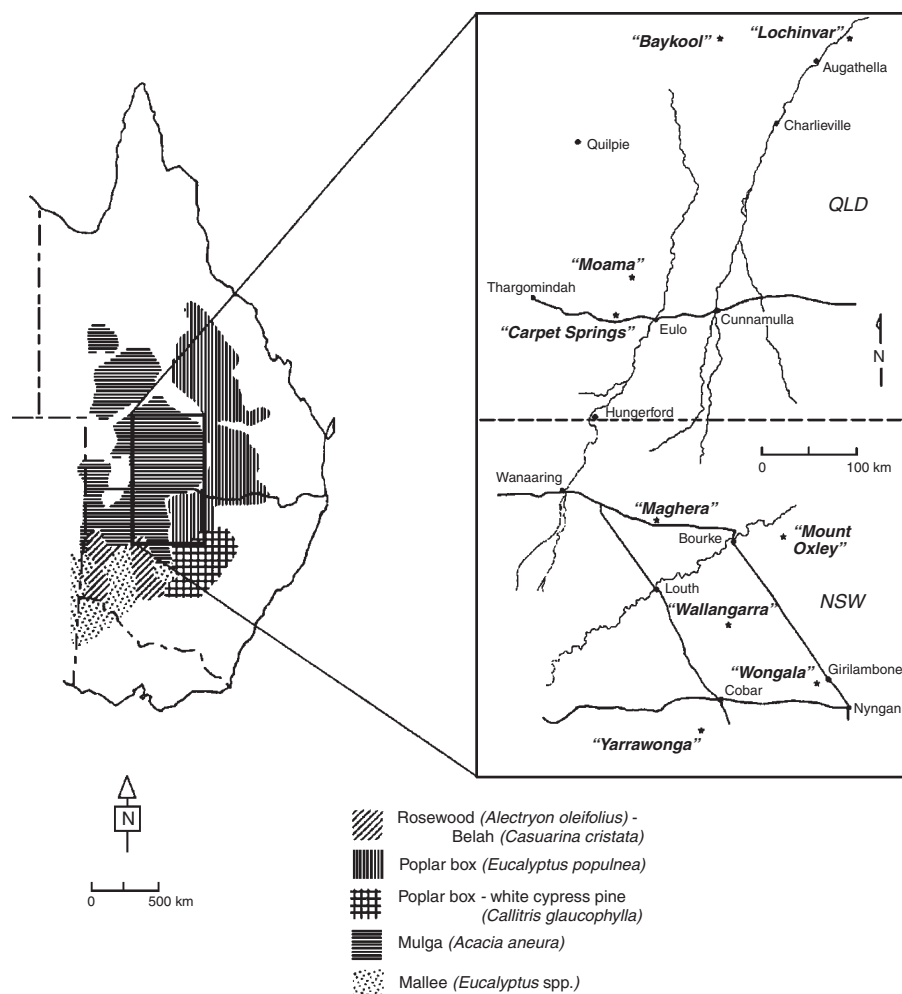 “Baykool”
“Lochinvar”
Augathella
Charlieville
Quilpie
QLD
“Moama”
Thargomindah
“Carpet Springs”
Eulo
Cunnamulla
N
Hungerford
0 100 km
Wanaaring
“Maghera”
Bourke
“Mount
Oxley”
Louth
“Wallangarra”
NSW
“Wongala”
Girilambone
Cobar
Nyngan
“Yarrawonga”
N
0 500 km
Rosewood (Alectryon oleifolius) -
Belah (Casuarina cristata)
Poplar box (Eucalyptus populnea)
Poplar box - white cypress pine
(Callitris glaucophylla)
Mulga (Acacia aneura)
Mallee (Eucalyptus spp.)